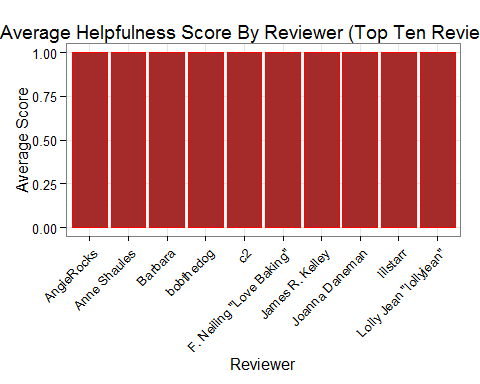 Average Helpfulness Score By Reviewer (Top Ten Revie
1.00
0.75
0.50
0.25
0.00
Average Score
AngieRocks
Anne Shaules
Barbara
bobthedog
c2
F. Nelling "Love Baking"
James R. Kelley
Joanna Daneman
lllstarr
Lolly Jean "lollyjean"
Reviewer